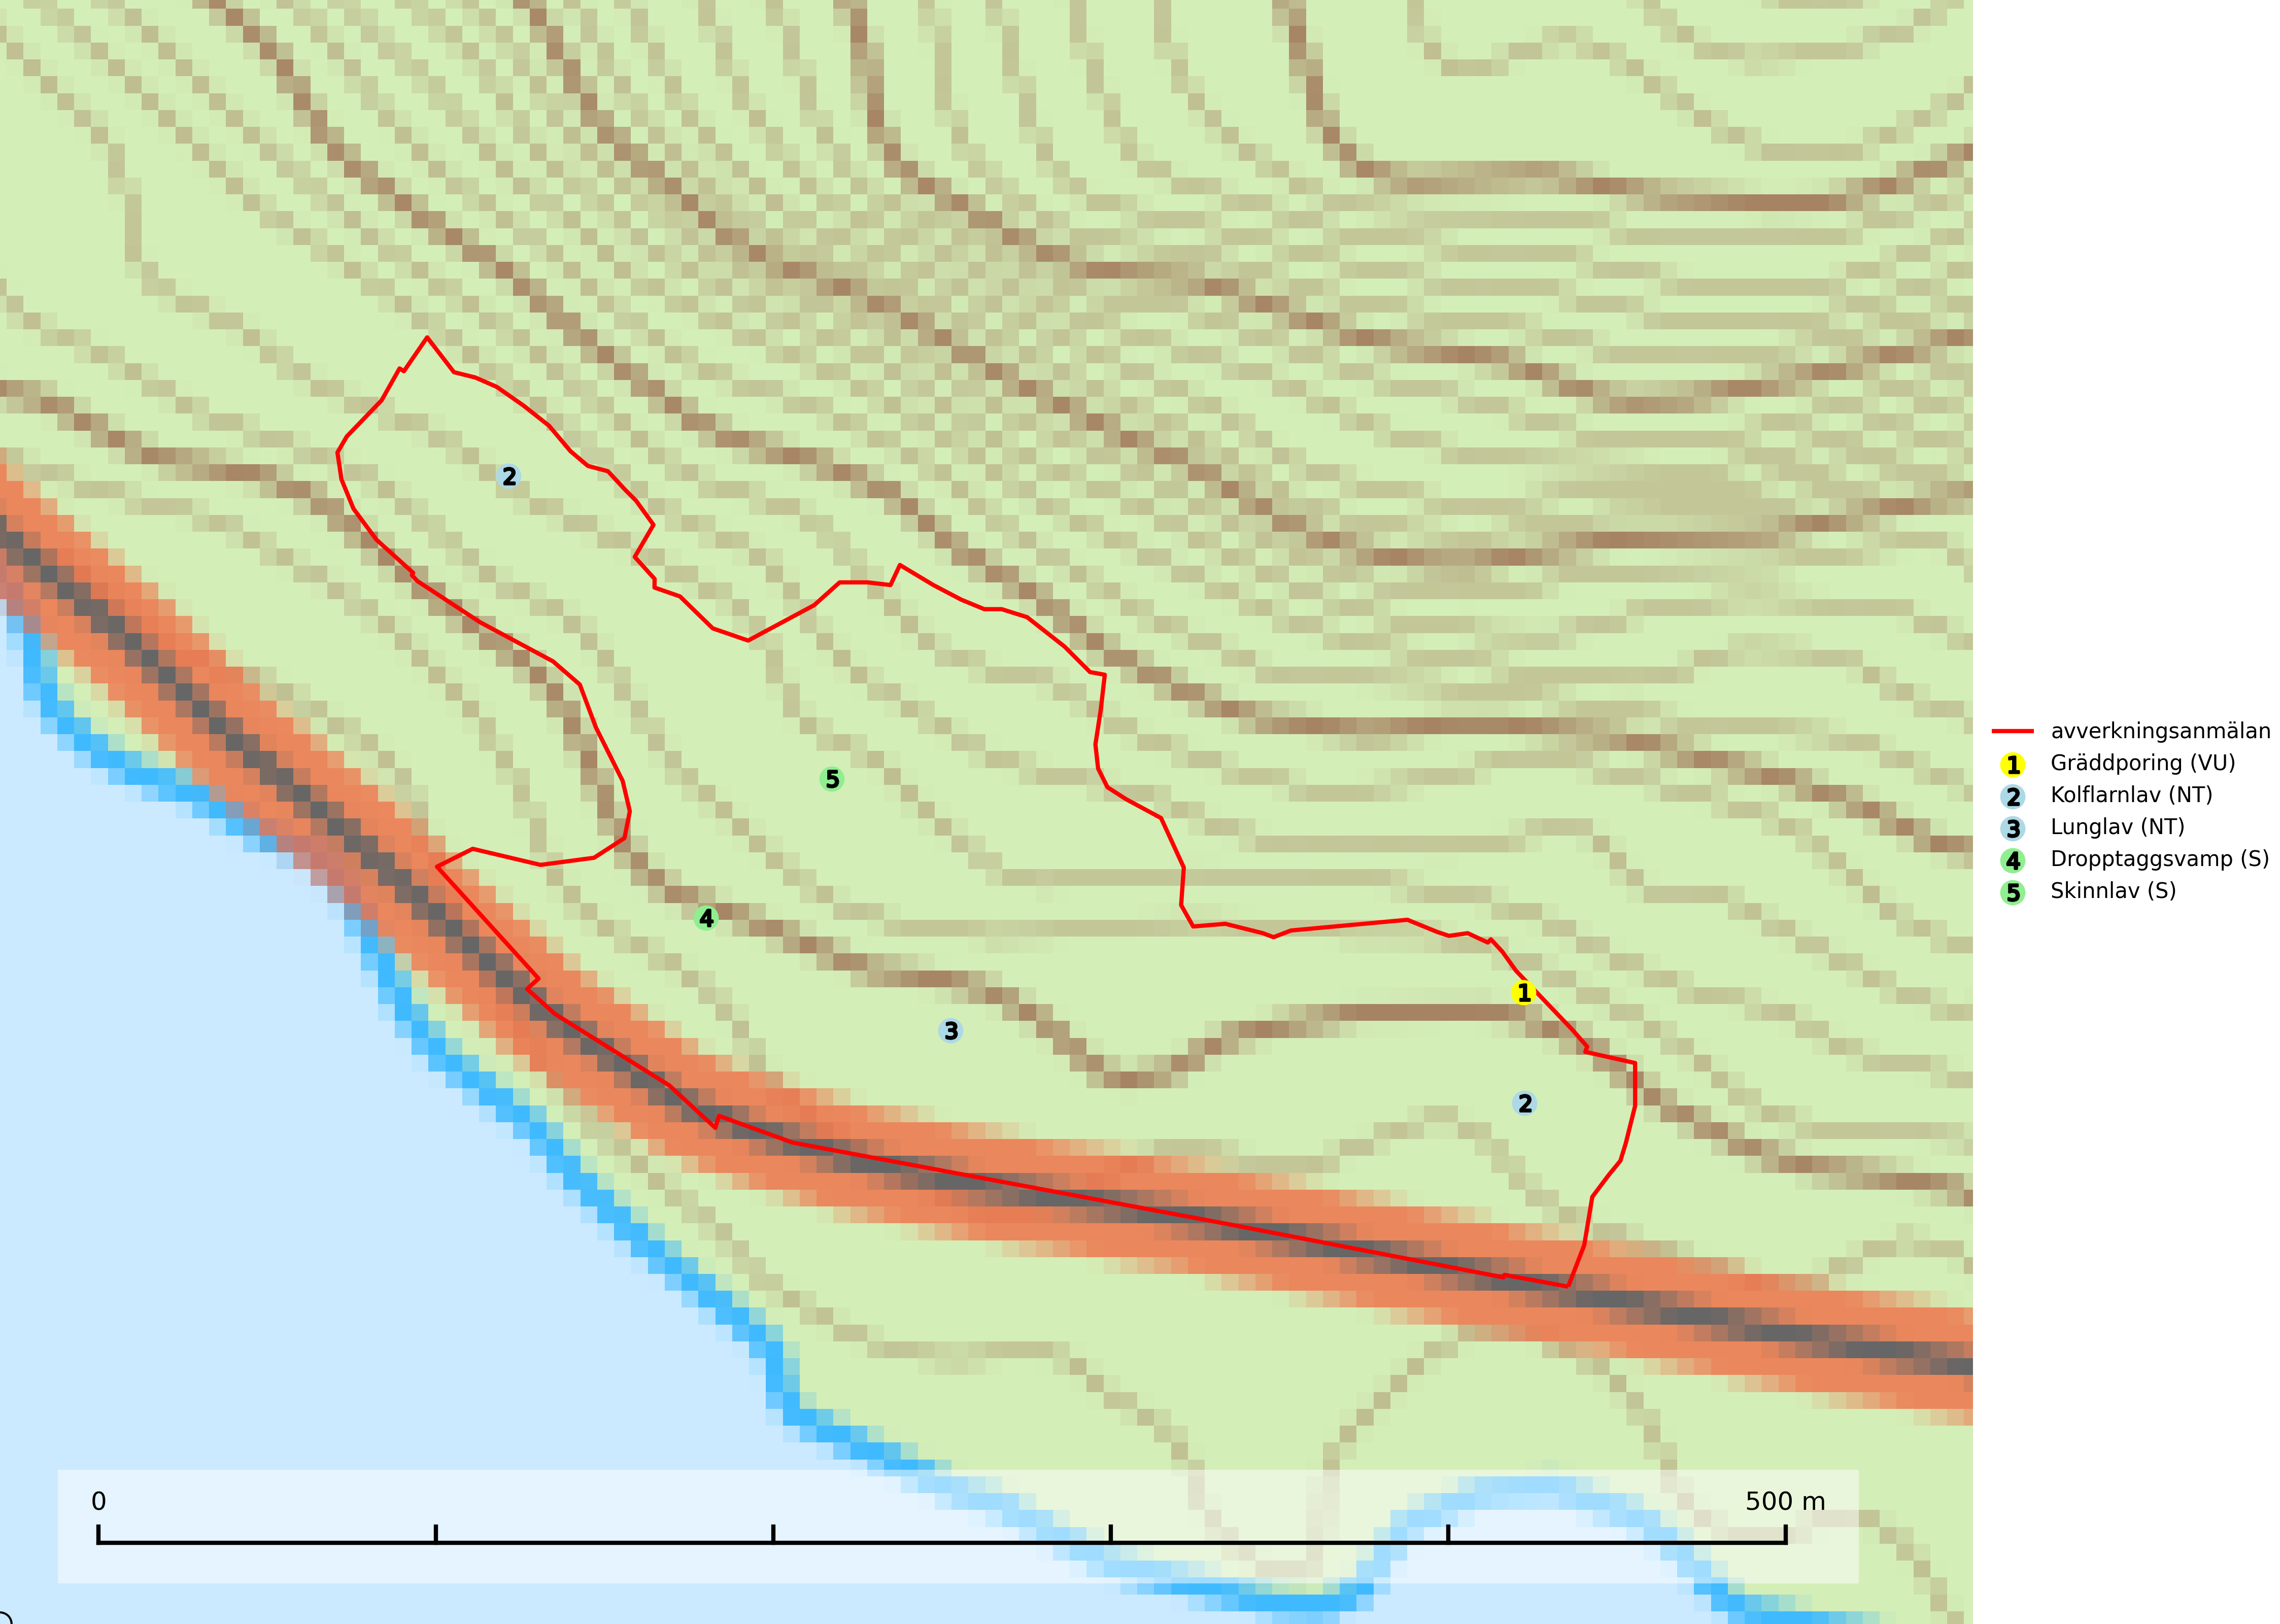 2
5
4
1
3
2
avverkningsanmälan
1 Gräddporing (VU)
2 Kolflarnlav (NT)
3 Lunglav (NT)
4 Dropptaggsvamp (S)
5 Skinnlav (S)
0 500 m